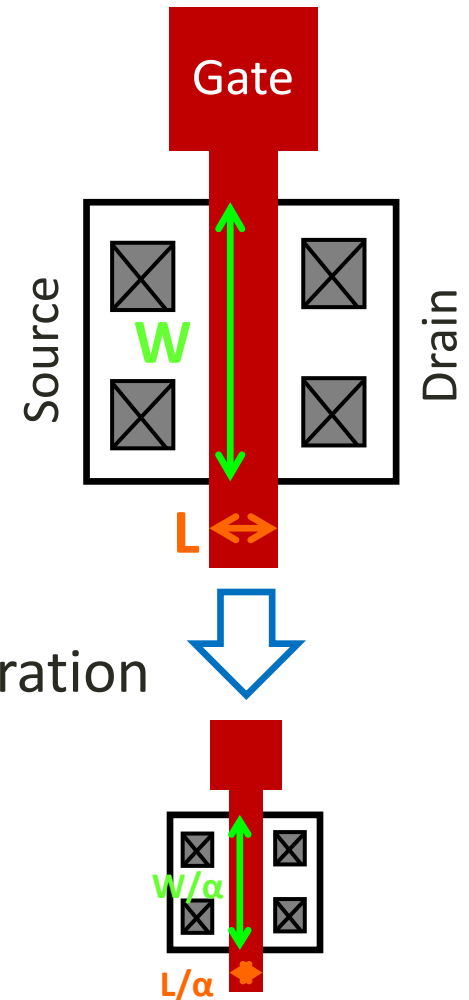 Gate
Source
W
Drain
L
ration
W/α
L/α